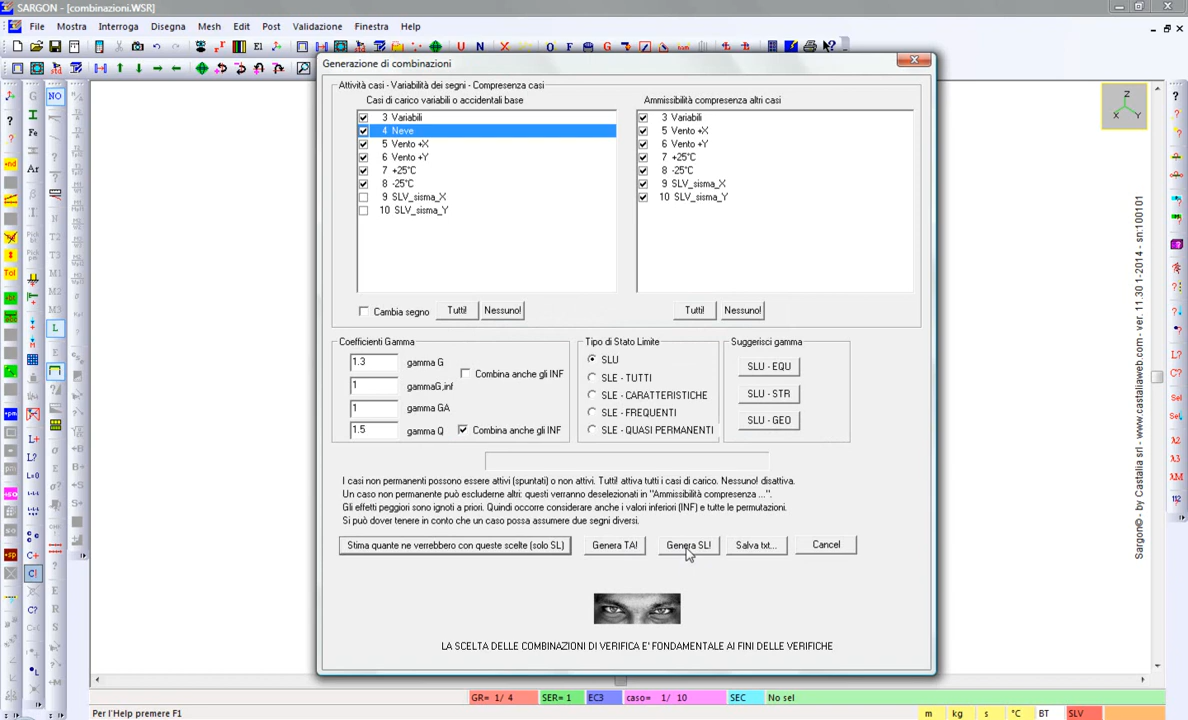 SARGON - [combinazioni.WSR]
File Mostra Interroga Disegna Mesh Edit Post Validazione Finestra Help
Generazione di combinazioni
Attività casi - Variabilità dei segni - Compresenza casi
Casi di carico variabili o accidentali base
Ammissibilità compresenza altri casi
3 Variabili
4 Neve
5 Vento +X
6 Vento +Y
7 +25°C
8 -25°C
9 SLV_sisma_X
10 SLV_sisma_Y
3 Variabili
5 Vento +X
6 Vento +Y
7 +25°C
8 -25°C
9 SLV_sisma_X
10 SLV_sisma_Y
Cambia segno Tutti! Nessuno!
Tutti! Nessuno!
Coefficienti Gamma
1.3 gamma G
Combina anche gli INF
1 gammaG,inf
1 gamma GA
1.5 gamma Q
Combina anche gli INF
Tipo di Stato Limite
SLU
SLE - TUTTI
SLE - CARATTERISTICHE
SLE - FREQUENTI
SLE - QUASI PERMANENTI
Suggerisci gamma
SLU - EQU
SLU - STR
SLU - GEO
I casi non permanenti possono essere attivi (spuntati) o non attivi. Tutti! attiva tutti i casi di carico. Nessuno! disattiva.
Un caso non permanente può escluderne altri: questi verranno deselezionati in "Ammissibilità compresenza ...".
Gli effetti peggiori sono ignoti a priori. Quindi occorre considerare anche i valori inferiori (INF) e tutte le permutazioni.
Si può dover tenere in conto che un caso possa assumere due segni diversi.
Stima quante ne verrebbero con queste scelte (solo SL) Genera TA! Genera SL! Salva txt... Cancel
LA SCELTA DELLE COMBINAZIONI DI VERIFICA E' FONDAMENTALE AI FINI DELLE VERIFICHE
Z
X Y
Sargon© - by Castalia srl - www.castaliaweb.com - ver. 11.30 1-2014 - sn:100101
GR= 1/ 4 SER= 1 EC3 caso= 1/ 10 SEC No sel
Per l'Help premere F1
m kg s °C BT SLV